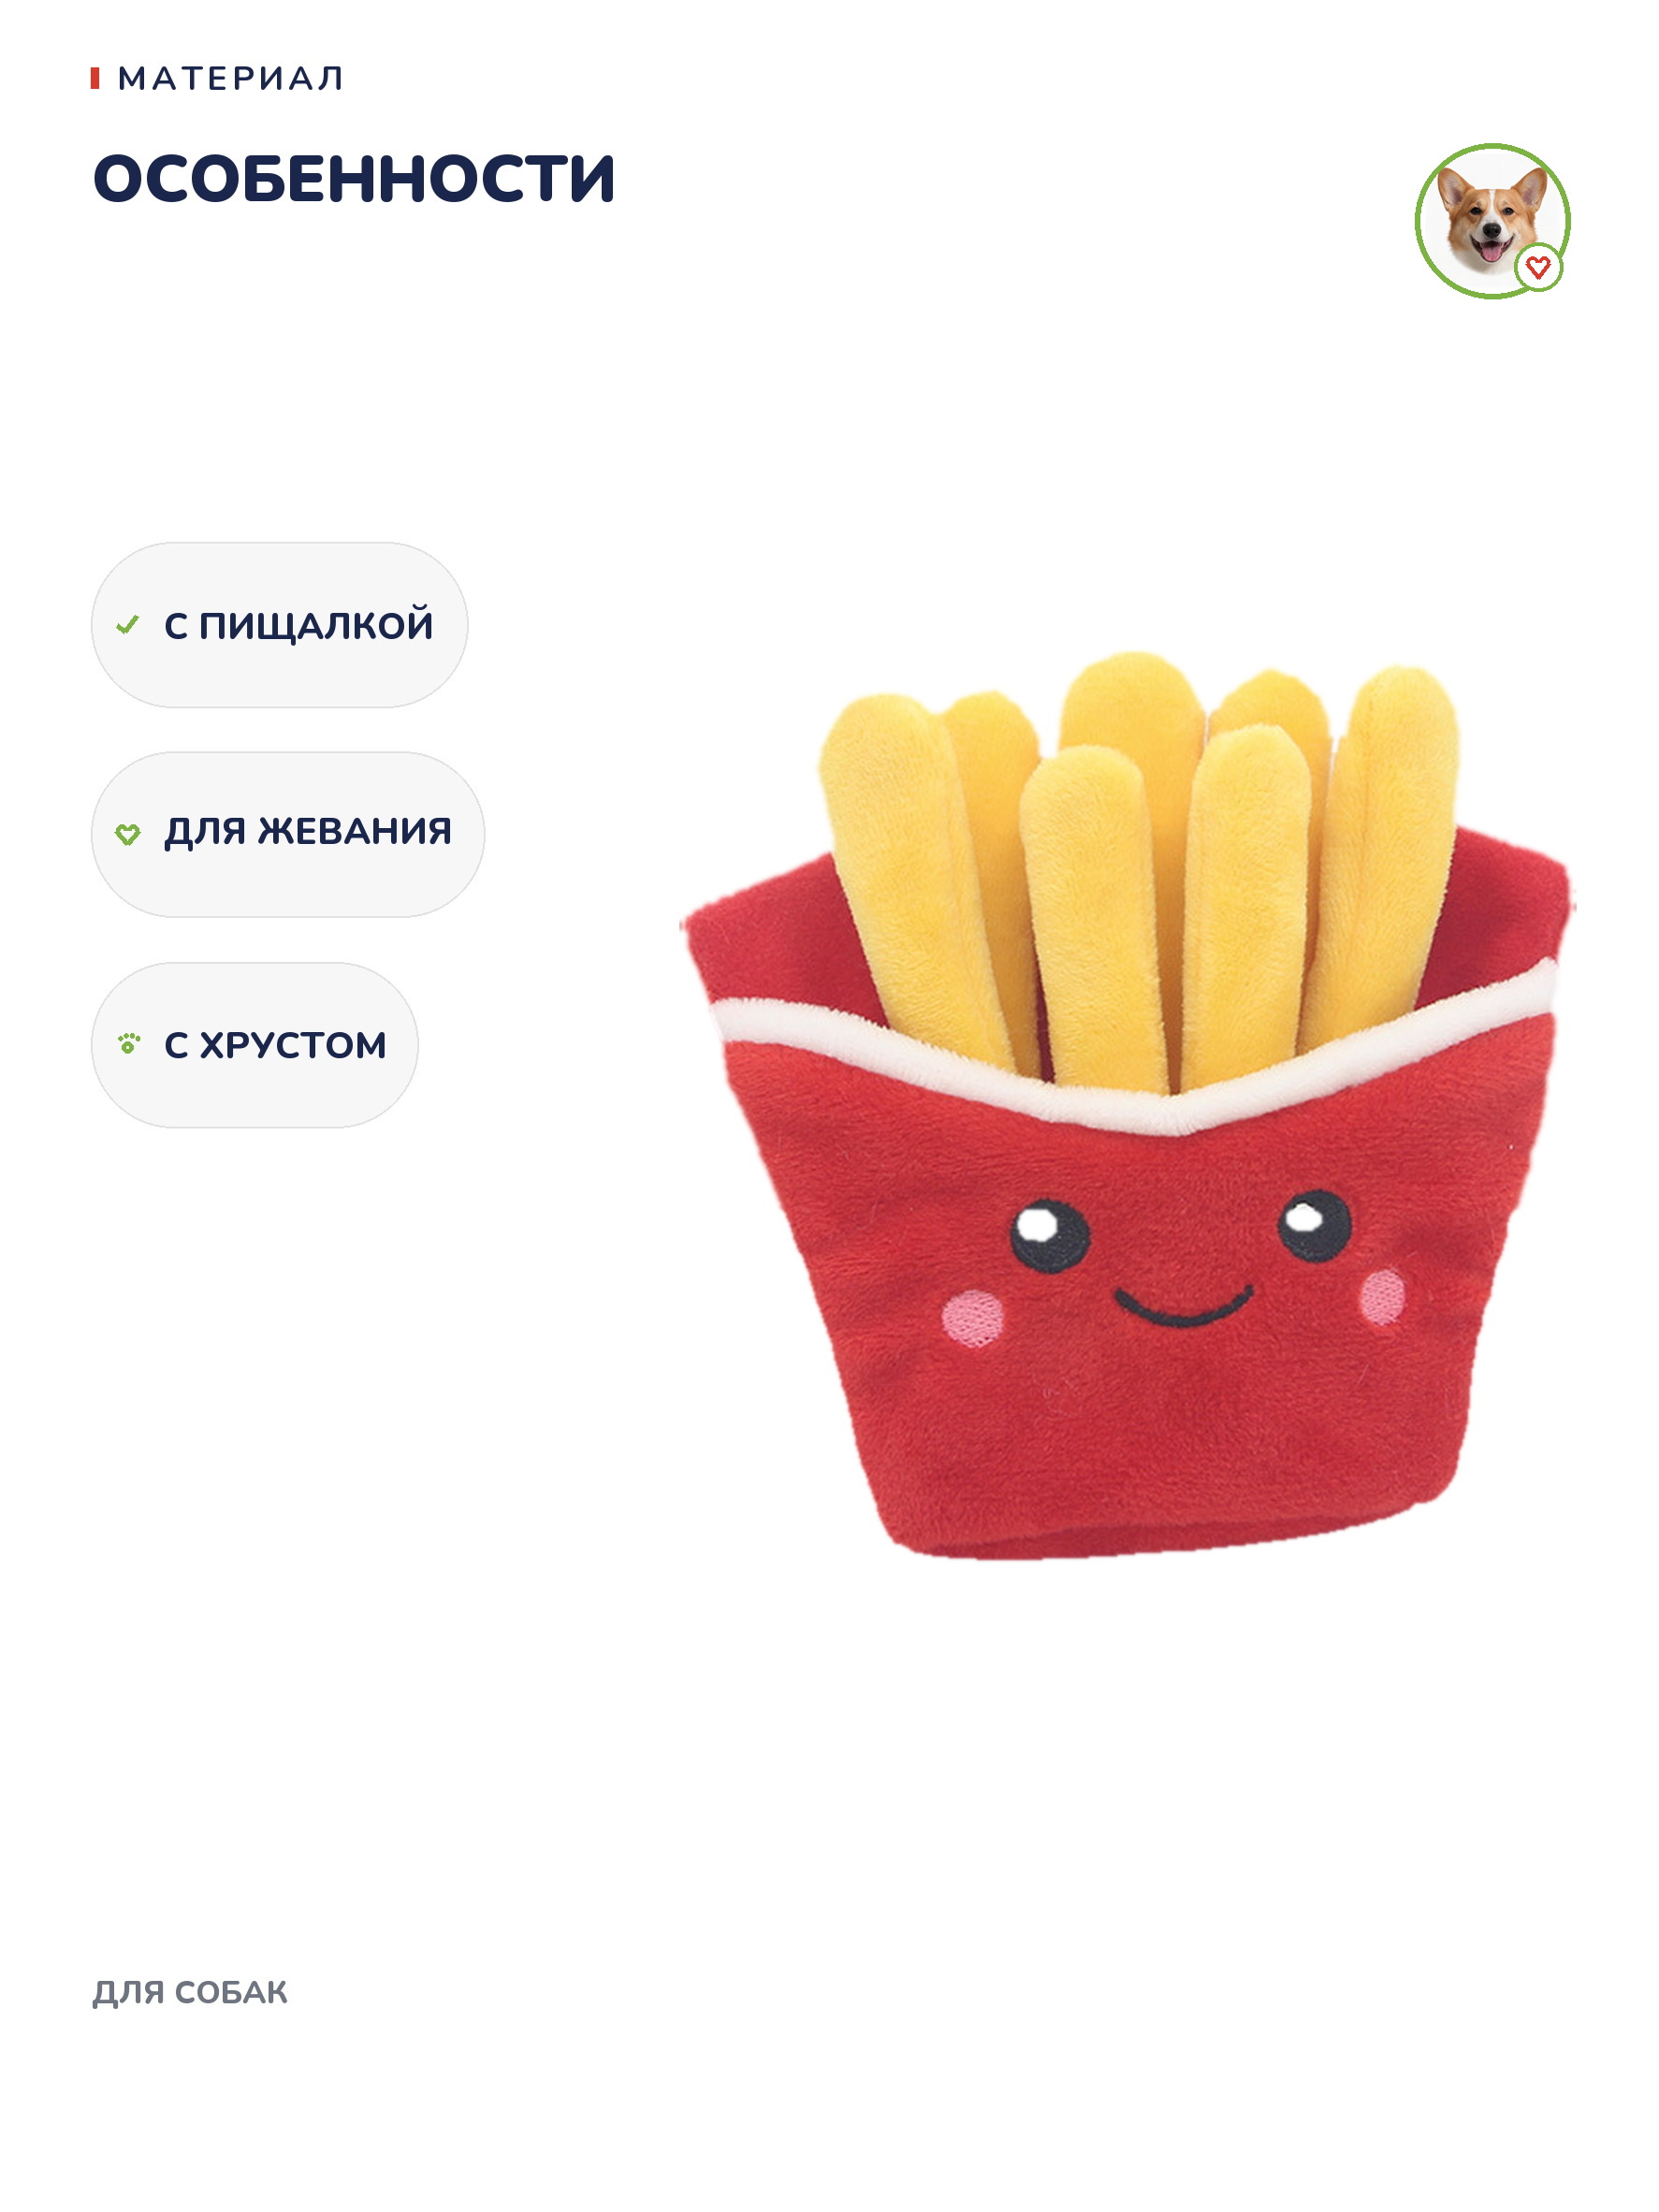 МАТЕРИАЛ
ОСОБЕННОСТИ
С ПИЩАЛКОЙ
ДЛЯ ЖЕВАНИЯ
С ХРУСТОМ
ДЛЯ СОБАК